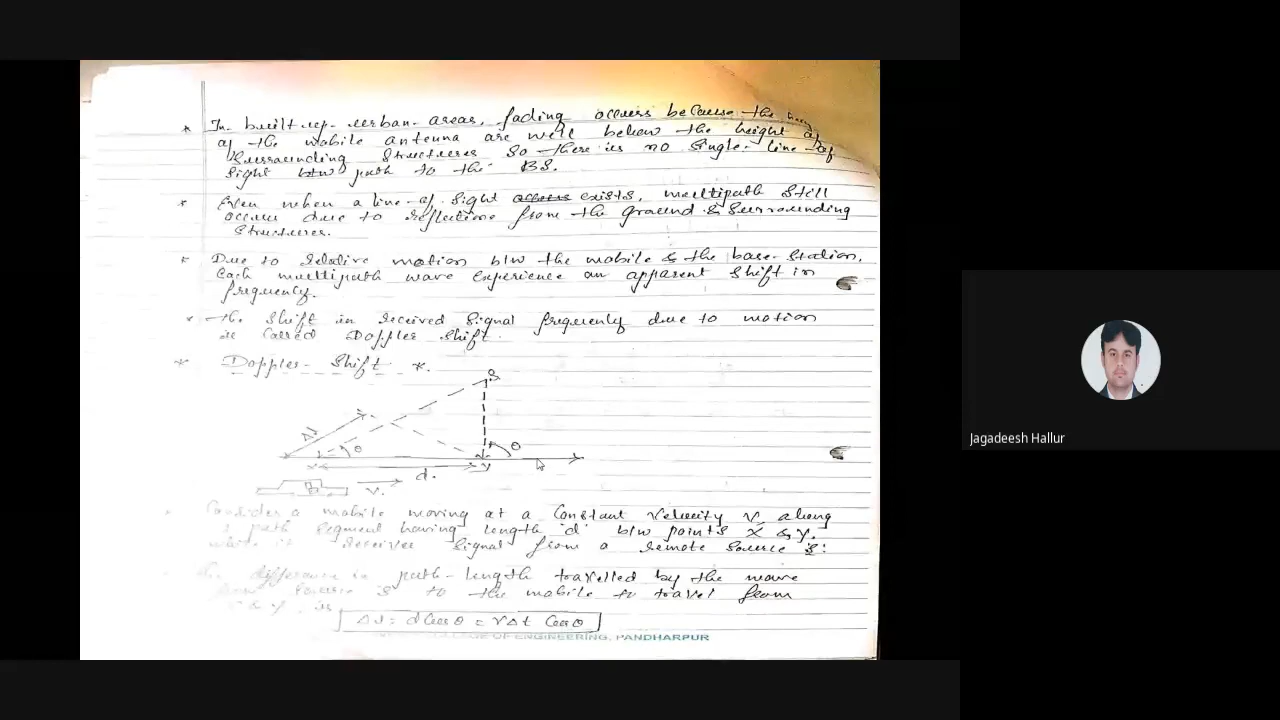 * In built-up-urban-areas, fading occurs because the
of the mobile antenna are well below the height of
surrounding structures so there is no single-line-of
sight btw path to the BS.
* Even when a line-of sight occurs exists, multipath still
occur due to reflection from the ground & surrounding
structures.
* Due to relative motion b/w the mobile & the base-station,
each multipath wave experience an apparent shift in
frequency.
* The shift in received signal frequency due to motion
is called Doppler shift.
* Doppler-Shift *.
S
Δl
θ
θ
x
y
d.
v.
Consider a mobile moving at a constant velocity v, along
a path segment having length 'd' b/w points X & Y,
while it receives signal from a remote source S:
The difference in path-length travelled by the wave
from source S to the mobile to travel from
X & Y, is
Δl = d cos θ = vΔt cos θ
COLLEGE OF ENGINEERING, PANDHARPUR
Jagadeesh Hallur